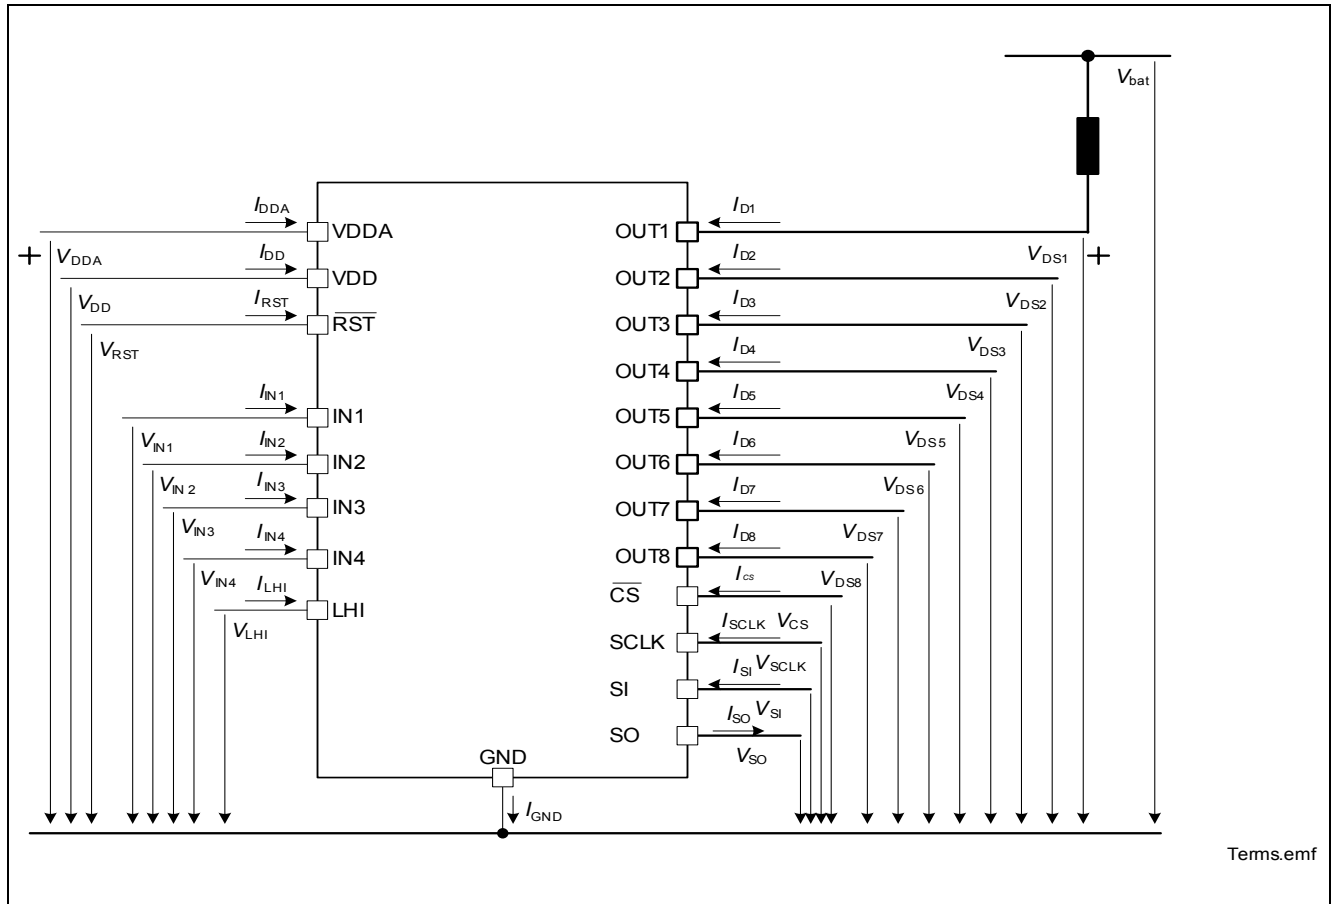 Vbat
IDDA
VDDA
OUT1
ID1
+
VDDA
IDD
VDD
OUT2
ID2
VDS1
+
VDD
IRST
RST
OUT3
ID3
VDS2
VRST
OUT4
ID4
VDS3
IIN1
IN1
OUT5
ID5
VDS4
VIN1
IIN2
IN2
OUT6
ID6
VDS5
VIN2
IIN3
IN3
OUT7
ID7
VDS6
VIN3
IIN4
IN4
OUT8
ID8
VDS7
VIN4
ILHI
LHI
CS
Ics
VDS8
VLHI
SCLK
ISCLK
VCS
SI
ISI
VSCLK
SO
ISO
VSI
VSO
GND
IGND
Terms.emf